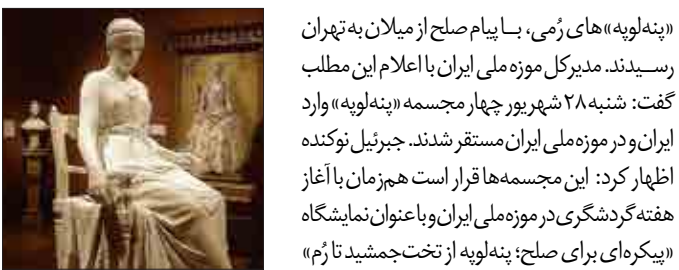 «پنه‌لوپه»های رُمی، بــا پیام صلح از میلان به تهران
رســیدند. مدیرکل موزه ملی ایران با اعلام این مطلب
گفت: شنبه ۲۸ شهریور چهار مجسمه «پنه‌لوپه» وارد
ایران و در موزه ملی ایران مستقر شدند. جبرئیل نوکنده
اظهار کرد: این مجسمه‌ها قرار است هم‌زمان با آغاز
هفته گردشگری در موزه ملی ایران و با عنوان نمایشگاه
«پیکره‌ای برای صلح؛ پنه‌لوپه از تخت‌جمشید تا رُم»